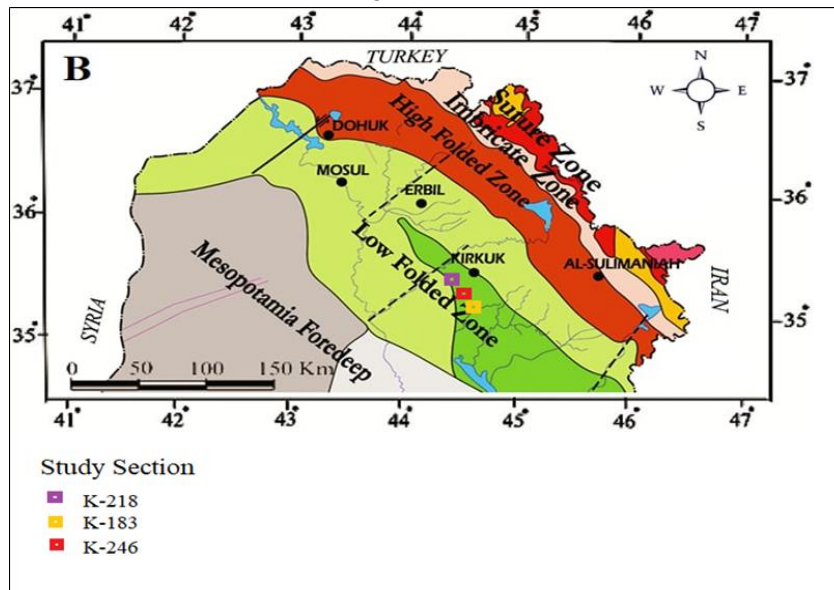 41° 42° 43° 44° 45° 46° 47°
B
TURKEY
N
W E
S
37° 37°
36° 36°
35° 35°
Suture Zone
Imbricate Zone
High Folded Zone
DOHUK
MOSUL
ERBIL
Low Folded Zone
KIRKUK
AL-SULIMANIAH
Mesopotamia Foredeep
SYRIA
IRAN
0 50 100 150 Km
41° 42° 43° 44° 45° 46° 47°
Study Section
K-218
K-183
K-246